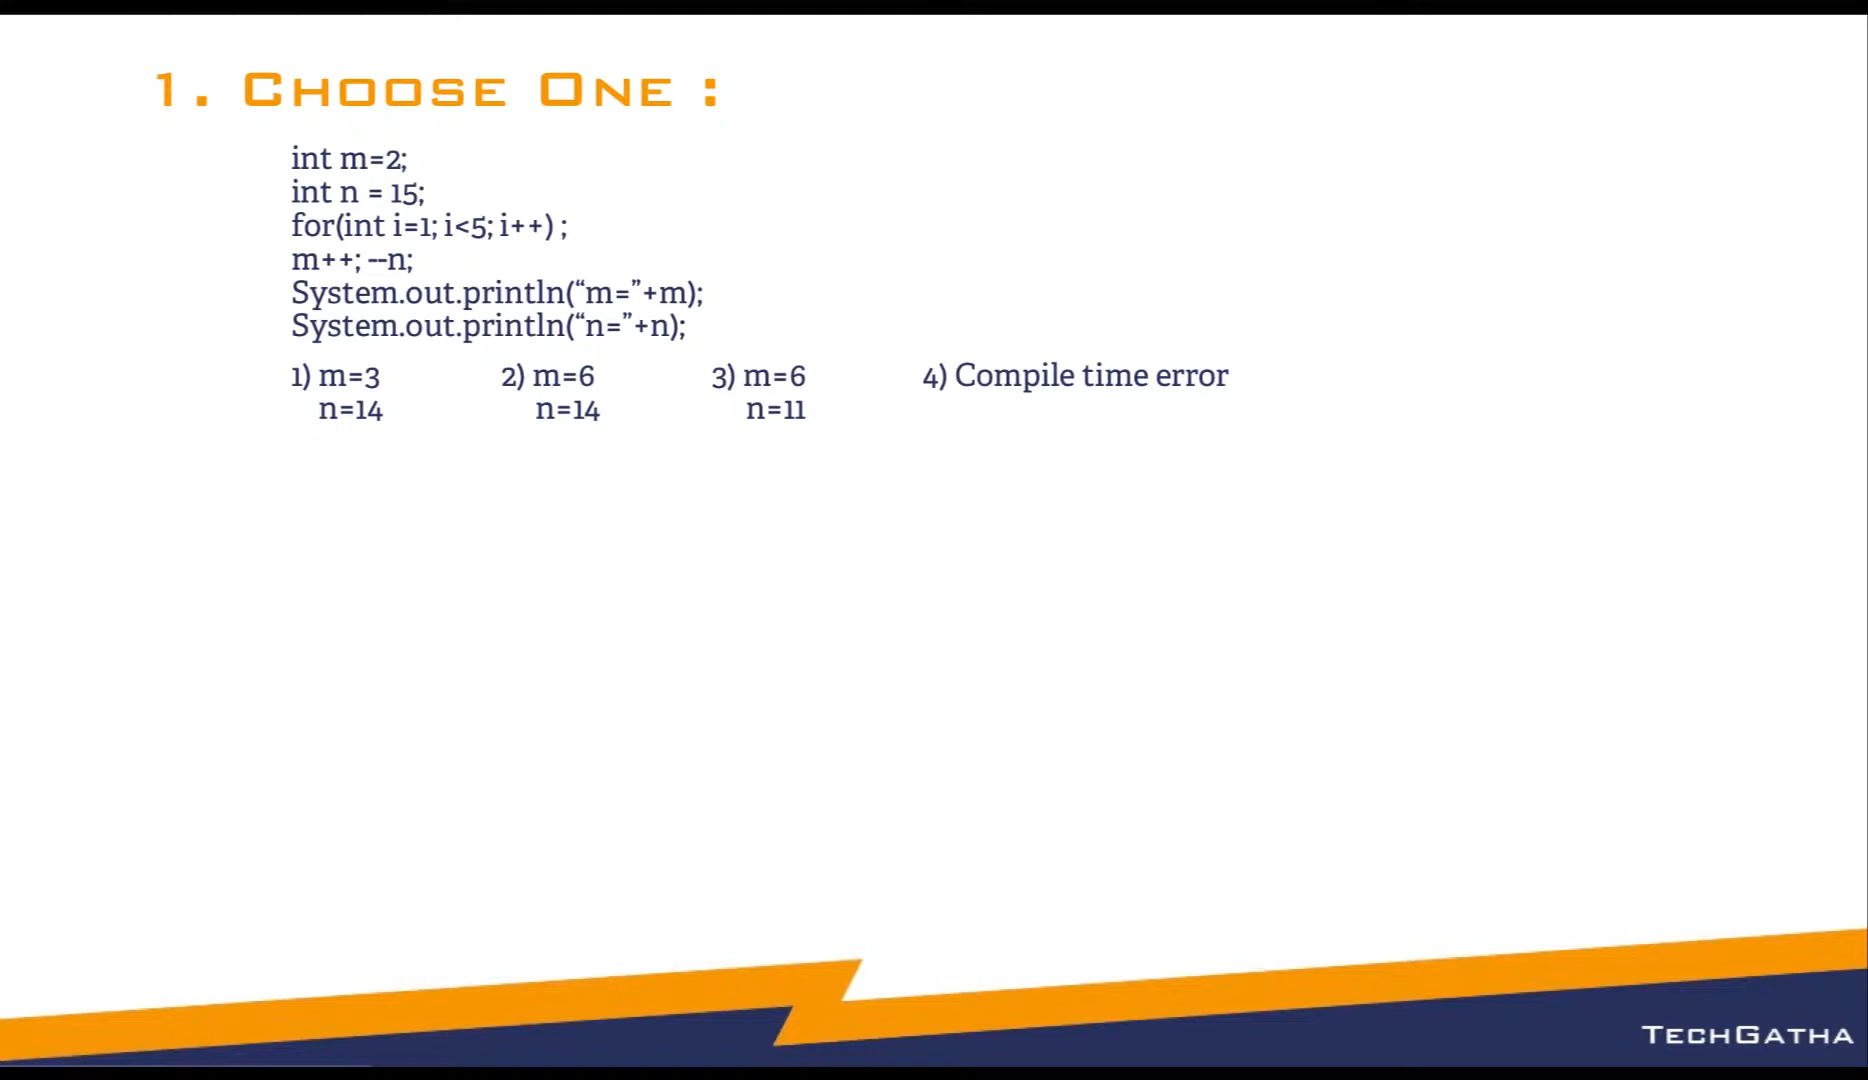 1. Choose One :
int m=2;
int n = 15;
for(int i=1; i<5; i++) ;
m++; --n;
System.out.println(“m=”+m);
System.out.println(“n=”+n);
1) m=3 2) m=6 3) m=6 4) Compile time error
n=14 n=14 n=11
TechGatha